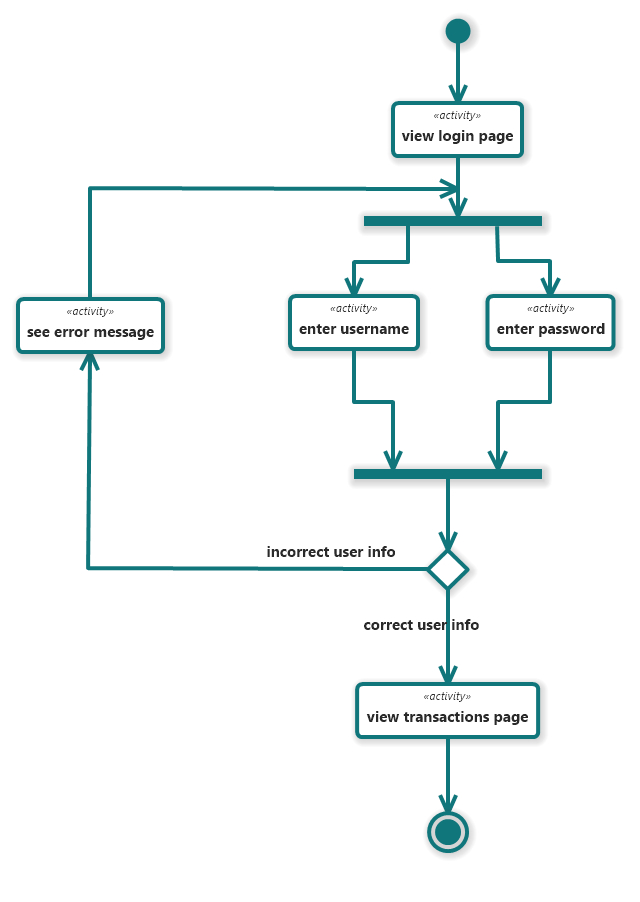 «activity»
view login page
«activity»
see error message
«activity»
enter username
«activity»
enter password
incorrect user info
correct user info
«activity»
view transactions page